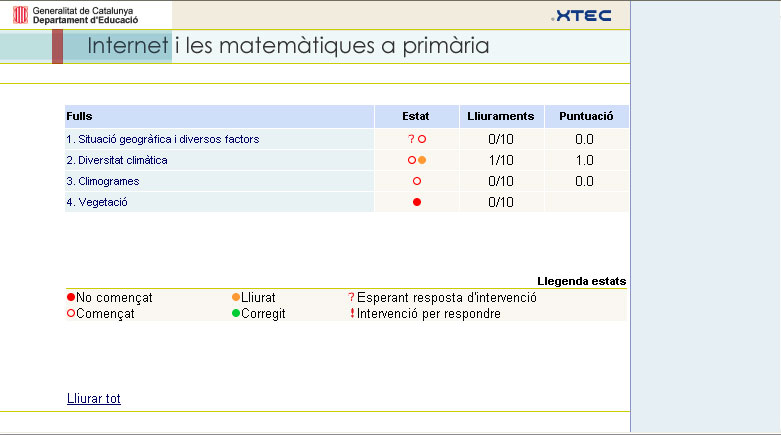 Generalitat de Catalunya
Departament d'Educació
XTEC
Internet i les matemàtiques a primària
Fulls Estat Lliuraments Puntuació
1. Situació geogràfica i diversos factors ? 0/10 0.0
2. Diversitat climàtica 1/10 1.0
3. Climogrames 0/10 0.0
4. Vegetació 0/10
Llegenda estats
No començat Lliurat ? Esperant resposta d'intervenció
Començat Corregit ! Intervenció per respondre
Lliurar tot